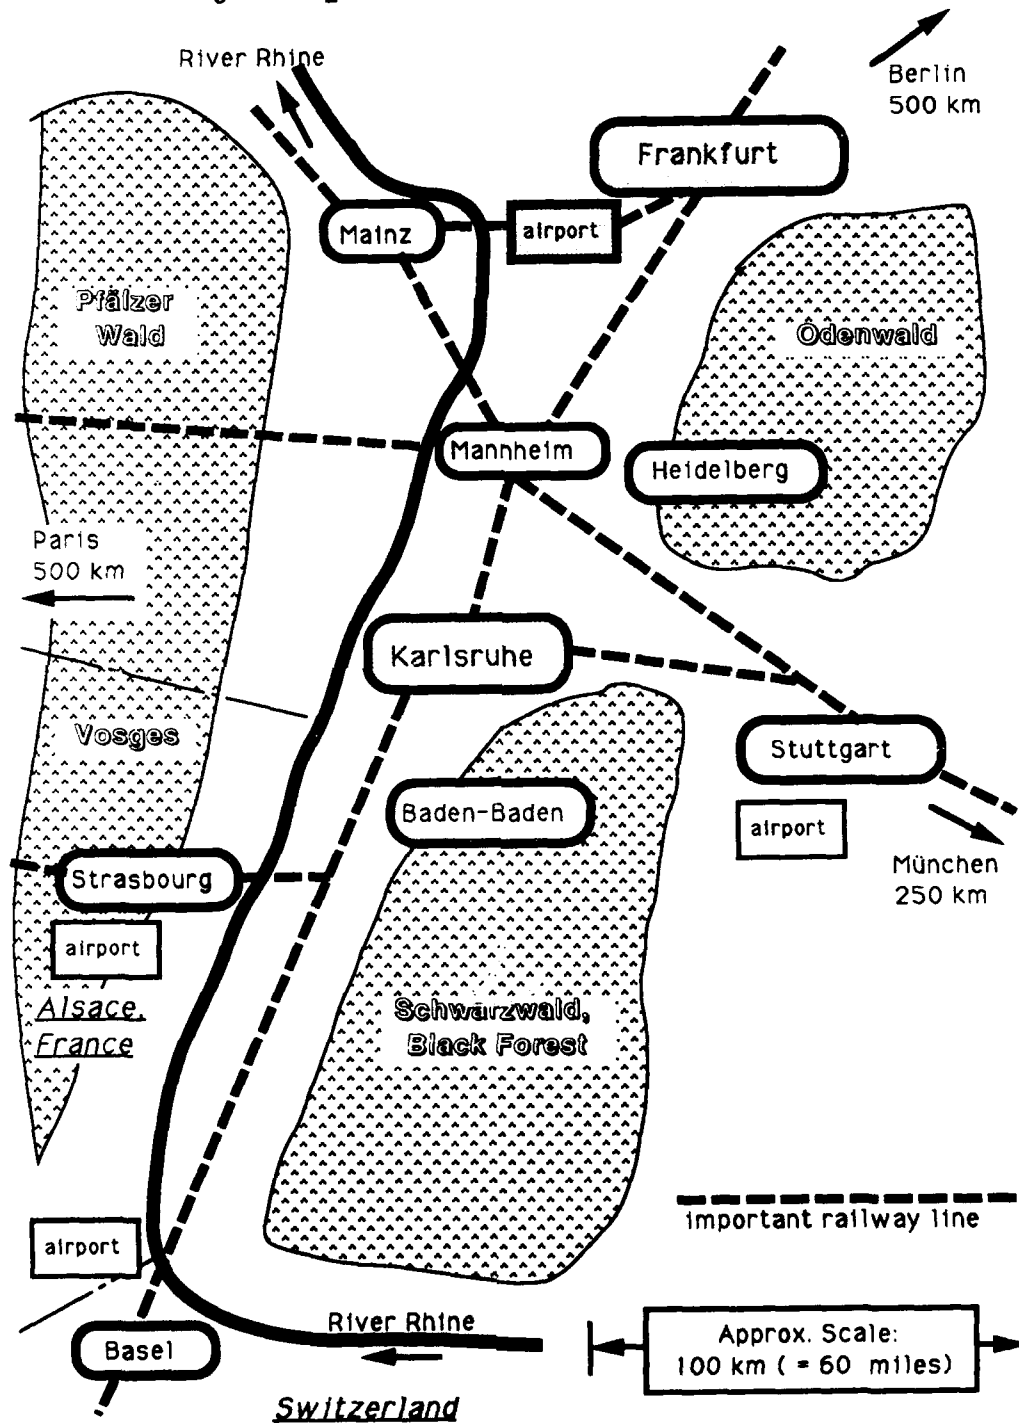 River Rhine
Berlin
500 km
Frankfurt
Mainz
airport
Pfälzer
Wald
Odenwald
Mannheim
Heidelberg
Paris
500 km
Karlsruhe
Vosges
Stuttgart
Baden-Baden
airport
München
250 km
Strasbourg
airport
Alsace,
France
Schwarzwald,
Black Forest
important railway line
airport
River Rhine
Basel
Approx. Scale:
100 km ( = 60 miles)
Switzerland